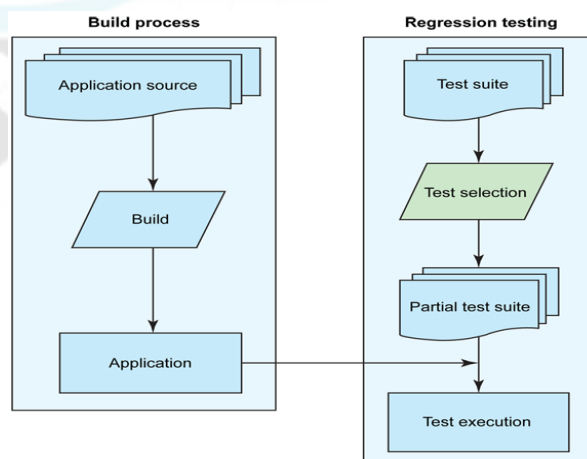 Build process
Regression testing
Application source
Test suite
Build
Test selection
Partial test suite
Application
Test execution